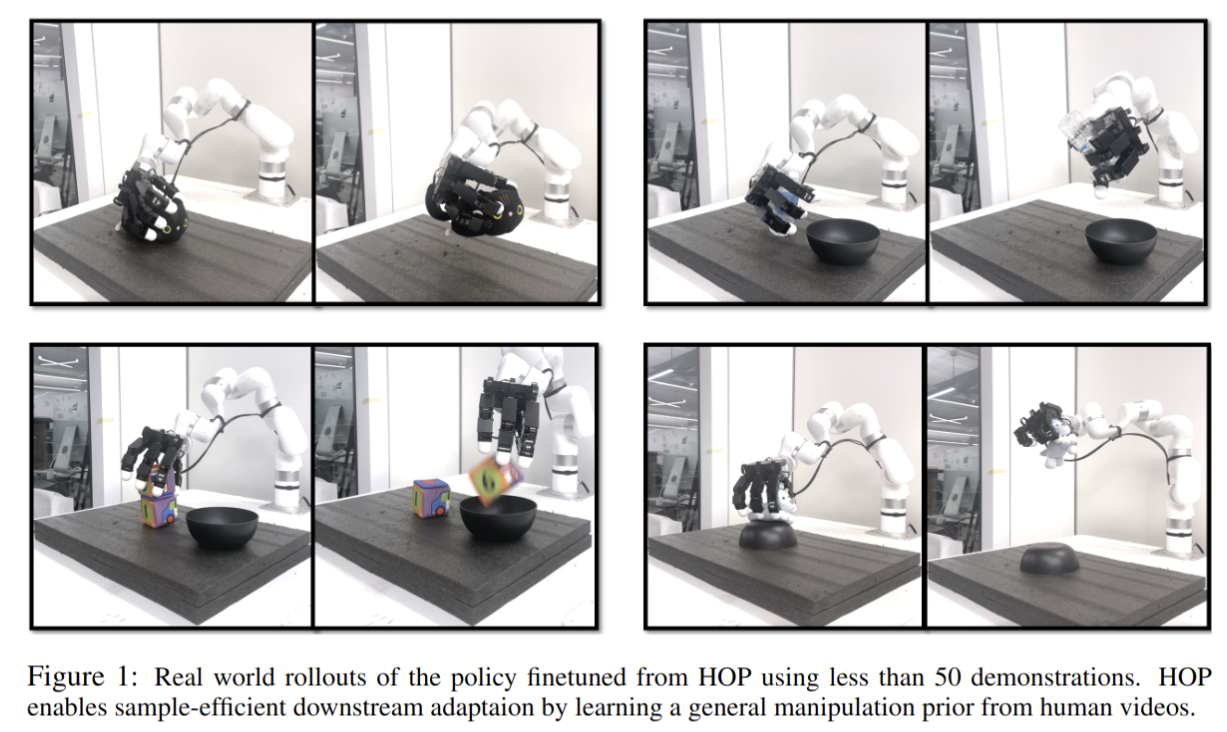 Figure 1: Real world rollouts of the policy finetuned from HOP using less than 50 demonstrations. HOP
enables sample-efficient downstream adaptaion by learning a general manipulation prior from human videos.